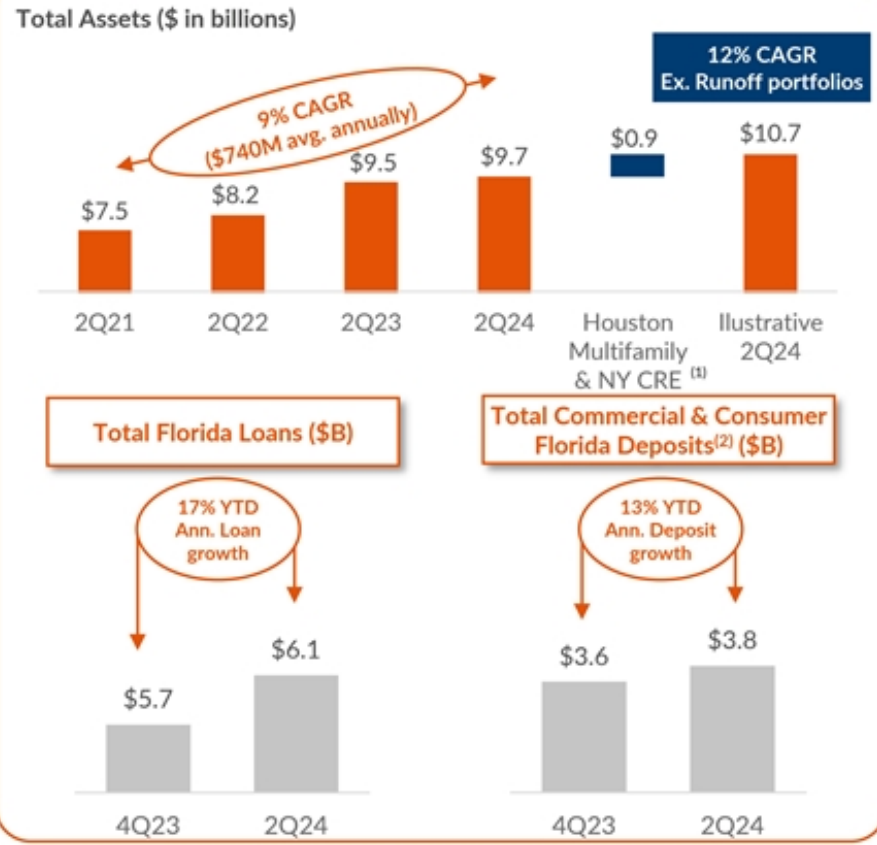 Total Assets ($ in billions)
12% CAGR
Ex. Runoff portfolios
9% CAGR
($740M avg. annually)
$7.5
$8.2
$9.5
$9.7
$0.9
$10.7
2Q21
2Q22
2Q23
2Q24
Houston
Multifamily
& NY CRE (1)
Ilustrative
2Q24
Total Florida Loans ($B)
17% YTD
Ann. Loan
growth
$5.7
$6.1
4Q23
2Q24
Total Commercial & Consumer
Florida Deposits(2) ($B)
13% YTD
Ann. Deposit
growth
$3.6
$3.8
4Q23
2Q24